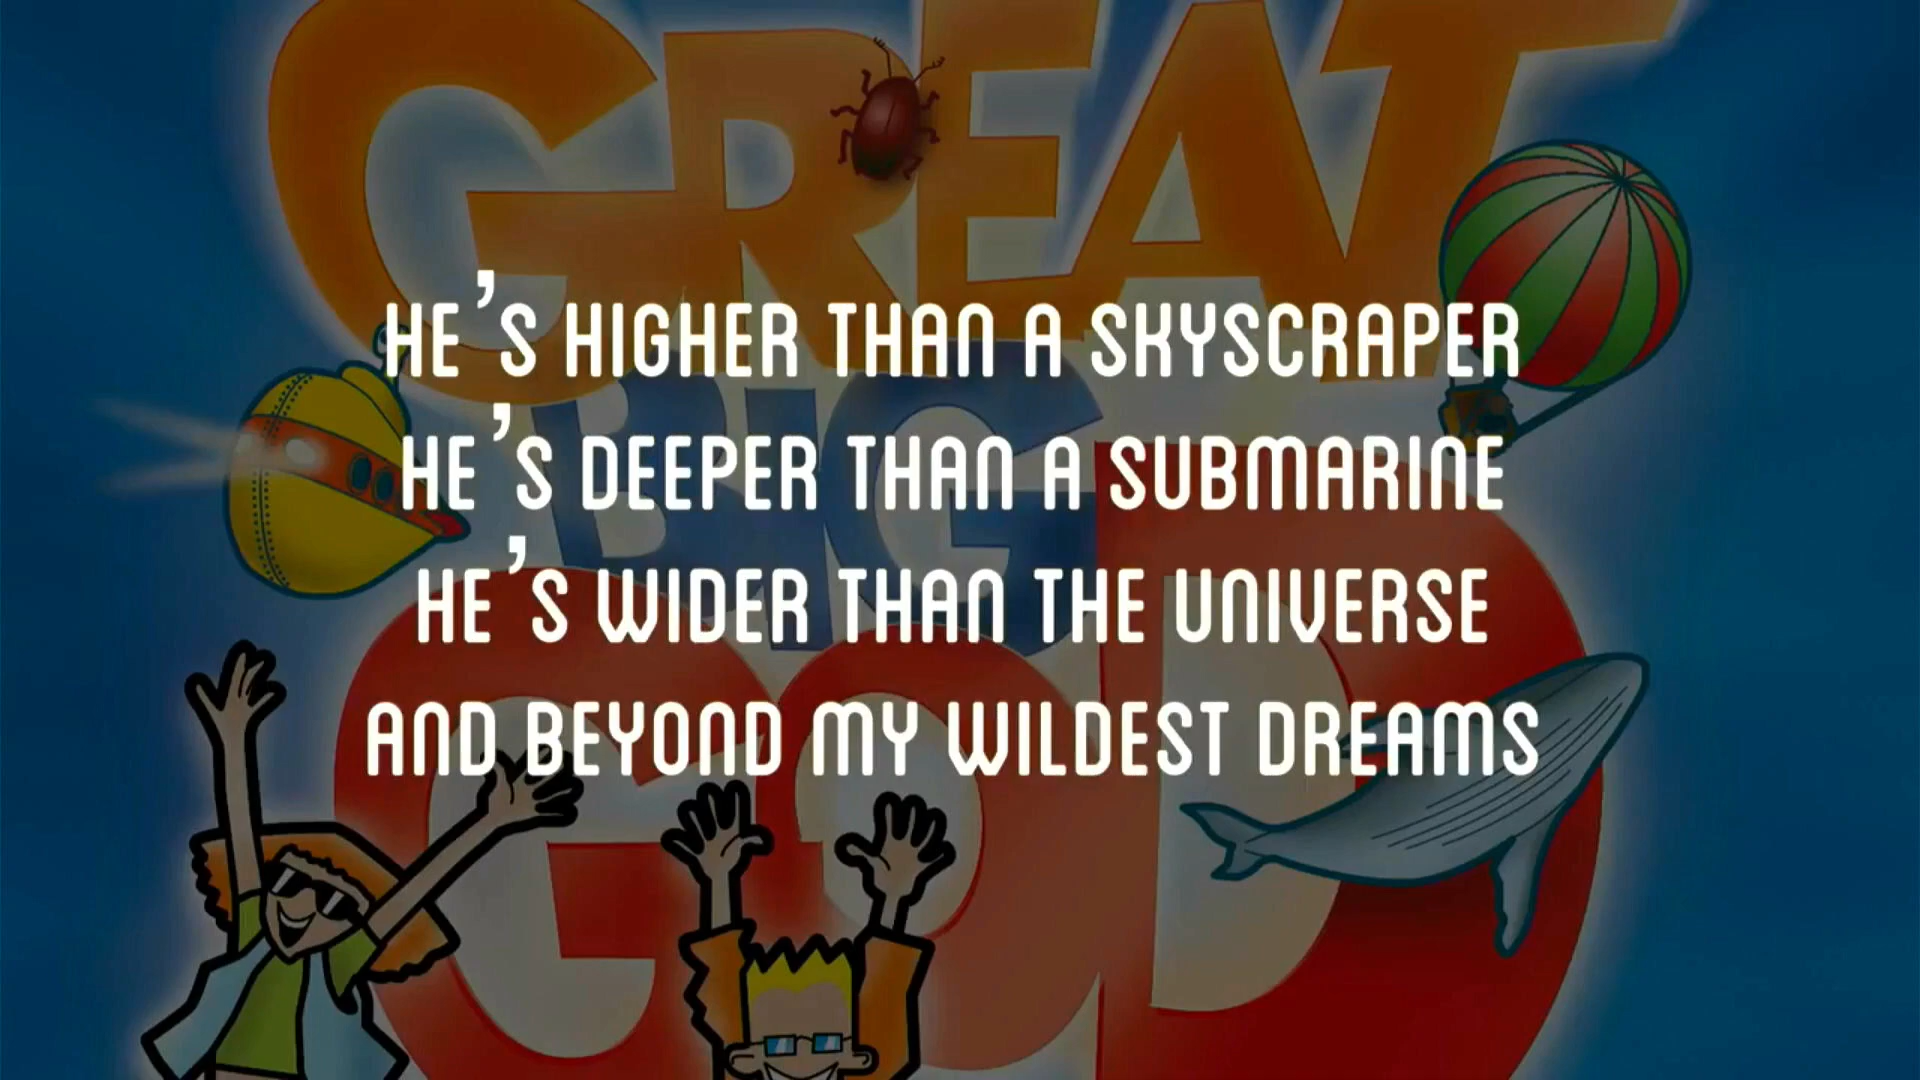 GREAT
BIG
GOD
HE'S HIGHER THAN A SKYSCRAPER
HE'S DEEPER THAN A SUBMARINE
HE'S WIDER THAN THE UNIVERSE
AND BEYOND MY WILDEST DREAMS